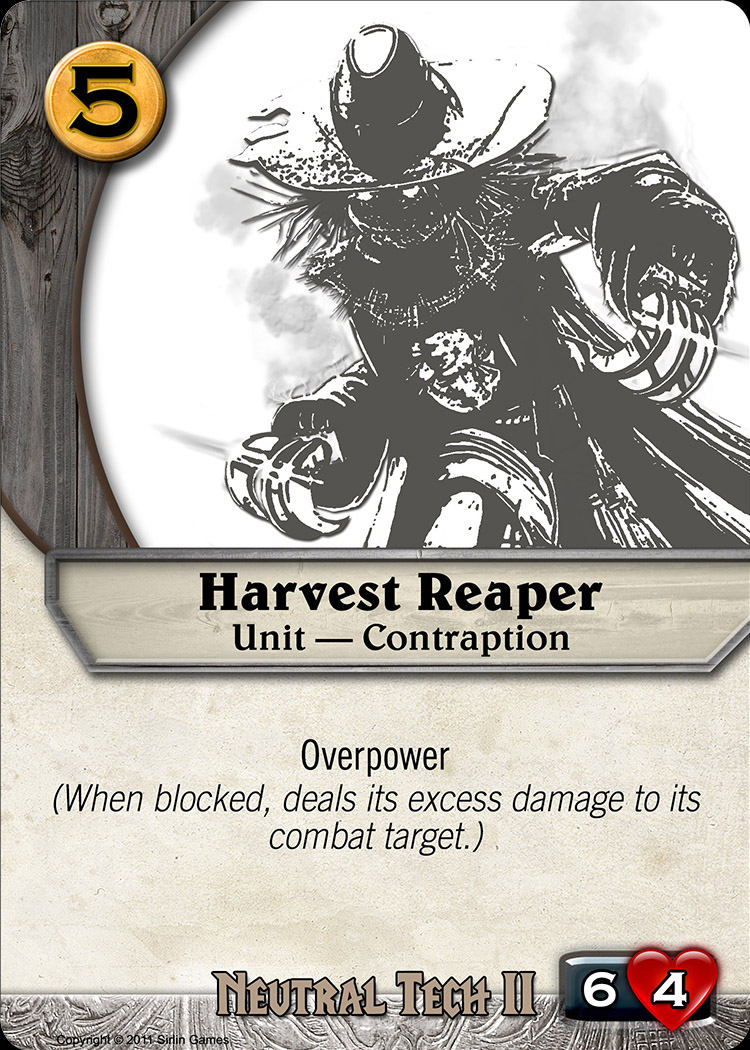 5
Harvest Reaper
Unit — Contraption
Overpower
(When blocked, deals its excess damage to its
combat target.)
Neutral Tech II
6 4
Copyright © 2011 Sirlin Games